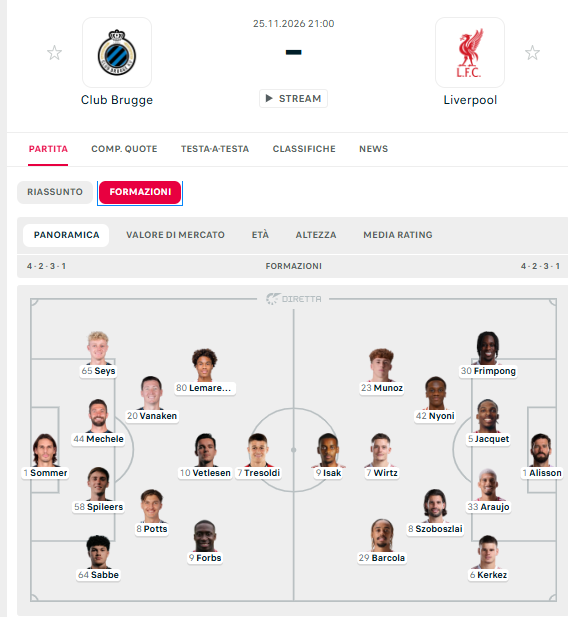 25.11.2026 21:00
-
Club Brugge
L.F.C.
Liverpool
STREAM
PARTITA COMP. QUOTE TESTA-A-TESTA CLASSIFICHE NEWS
RIASSUNTO FORMAZIONI
PANORAMICA VALORE DI MERCATO ETÀ ALTEZZA MEDIA RATING
4 - 2 - 3 - 1 FORMAZIONI 4 - 2 - 3 - 1
DIRETTA
65 Seys
80 Lemare...
23 Munoz
30 Frimpong
20 Vanaken
42 Nyoni
44 Mechele
5 Jacquet
1 Sommer
10 Vetlesen
7 Tresoldi
9 Isak
7 Wirtz
1 Alisson
58 Spileers
33 Araujo
8 Potts
8 Szoboszlai
9 Forbs
29 Barcola
64 Sabbe
6 Kerkez